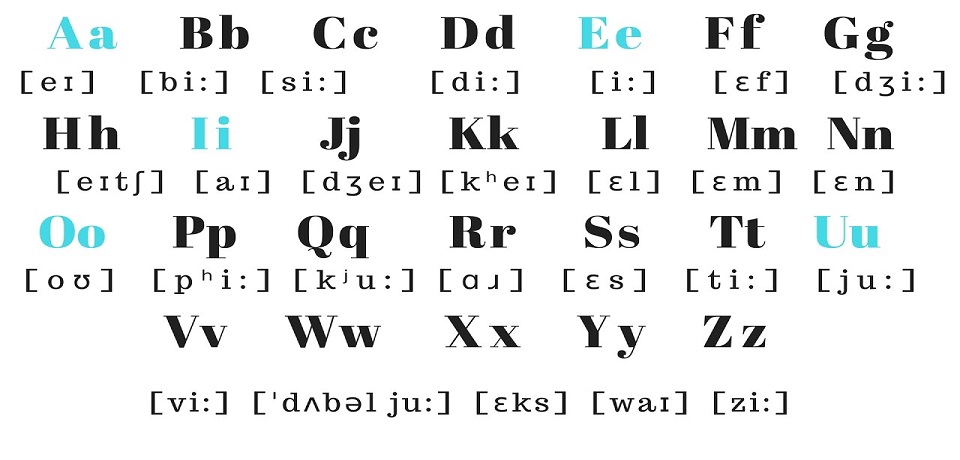 Aa Bb Cc Dd Ee Ff Gg
[eɪ] [biː] [siː] [diː] [iː] [ɛf] [dʒiː]
Hh Ii Jj Kk Ll Mm Nn
[eɪtʃ] [aɪ] [dʒeɪ] [kʰeɪ] [ɛl] [ɛm] [ɛn]
Oo Pp Qq Rr Ss Tt Uu
[oʊ] [pʰiː] [kʲuː] [ɑɹ] [ɛs] [tiː] [juː]
Vv Ww Xx Yy Zz
[viː] [ˈdʌbəl juː] [ɛks] [waɪ] [ziː]